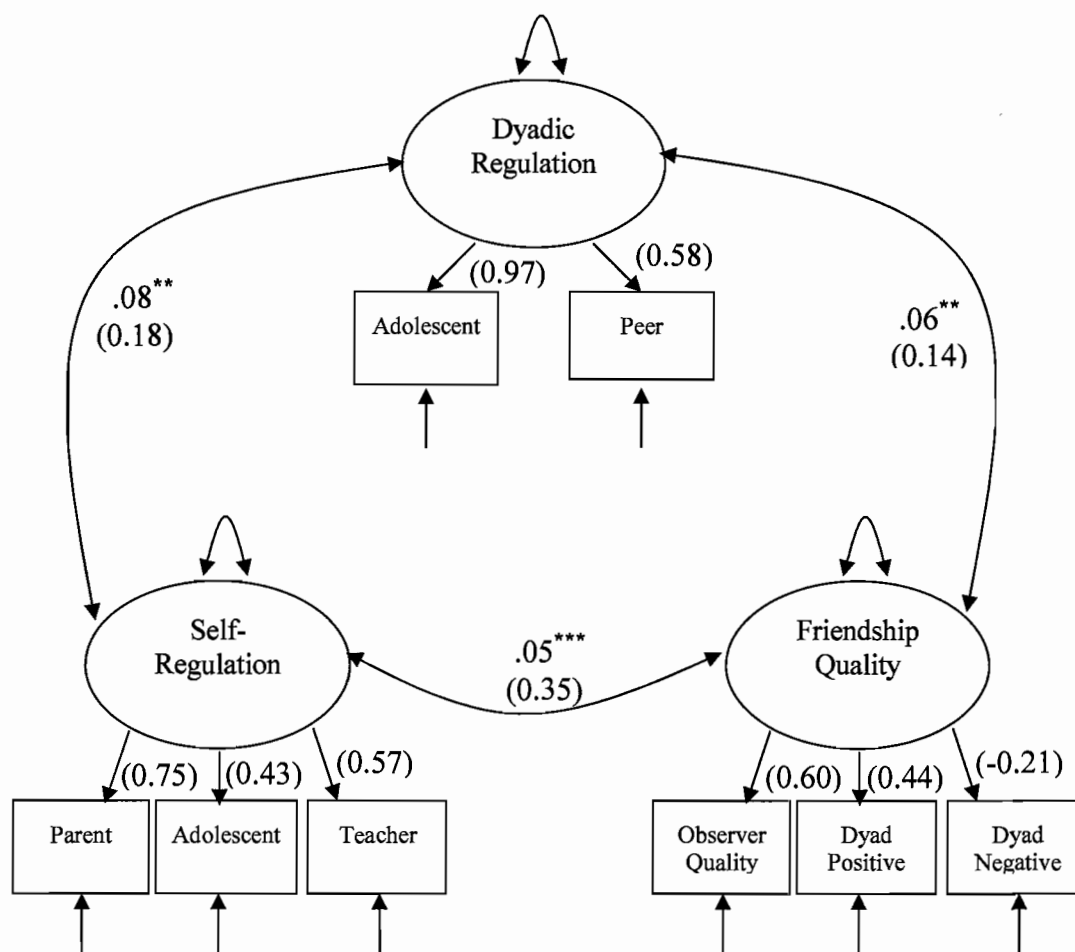 Dyadic
Regulation
(0.97)
(0.58)
Adolescent
Peer
.08**
(0.18)
.06**
(0.14)
Self-
Regulation
.05***
(0.35)
Friendship
Quality
(0.75)
(0.43)
(0.57)
(0.60)
(0.44)
(-0.21)
Parent
Adolescent
Teacher
Observer
Quality
Dyad
Positive
Dyad
Negative